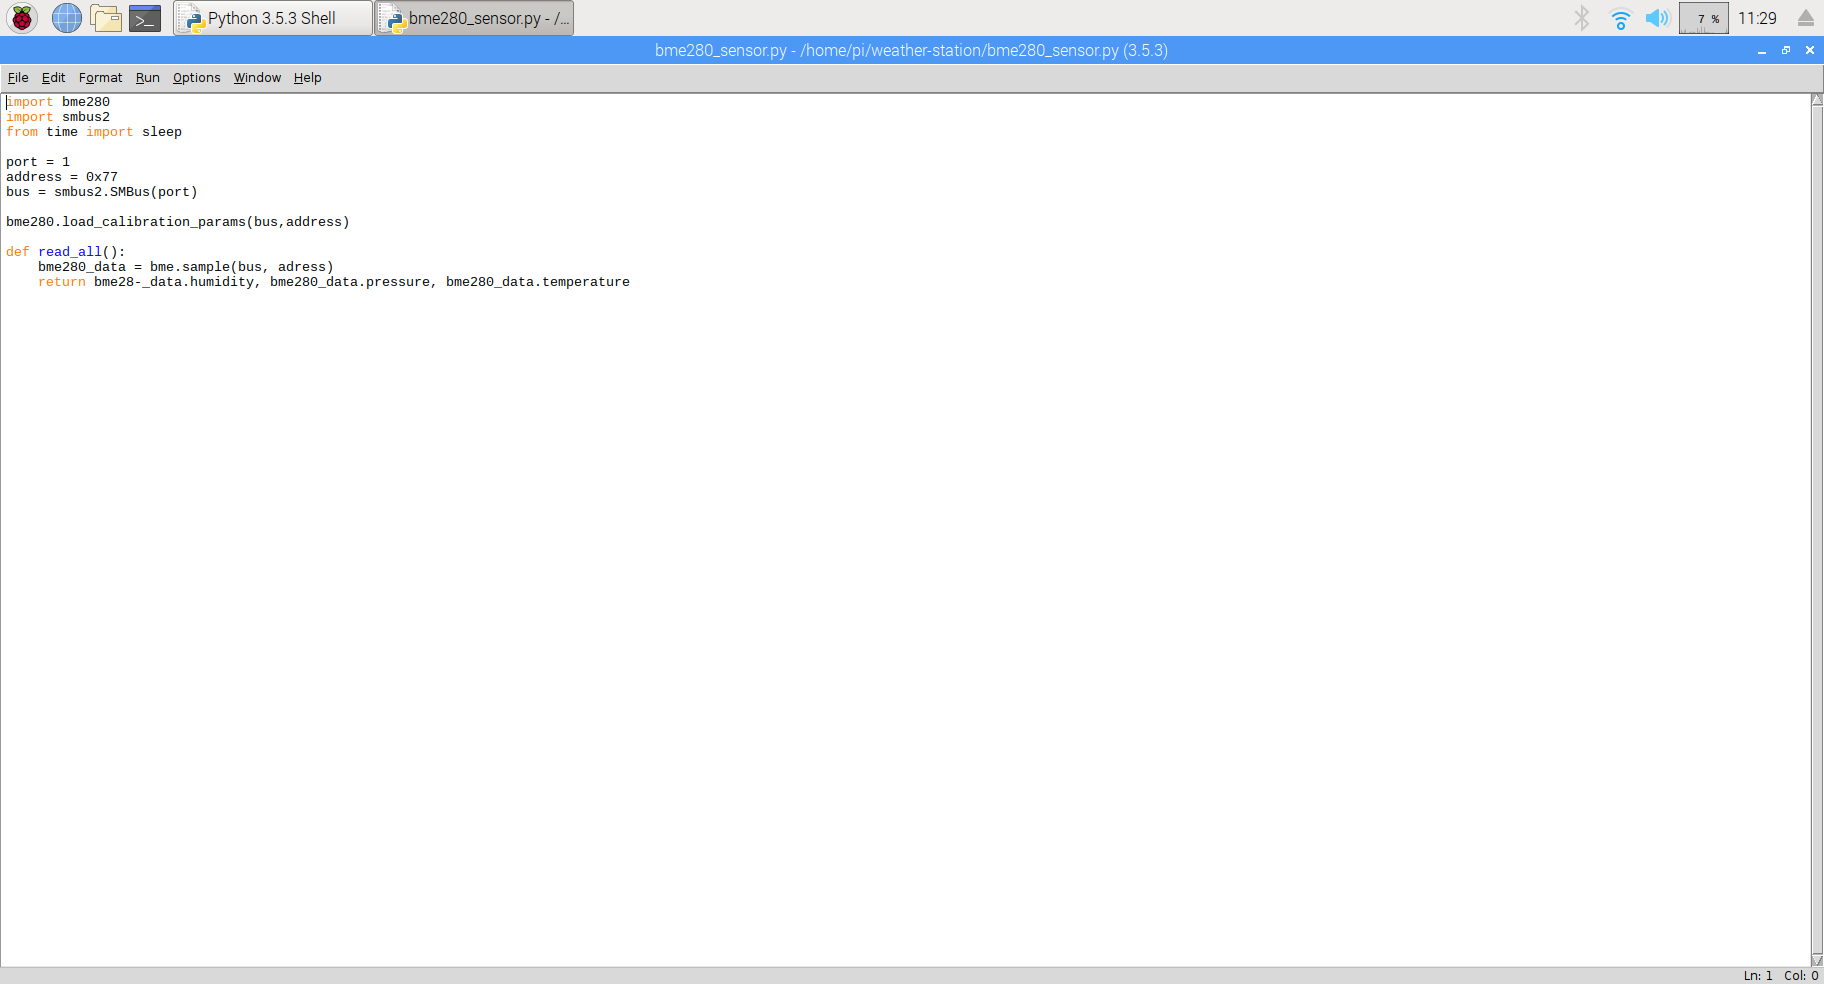 Python 3.5.3 Shell
bme280_sensor.py - /...
7 %
11:29
bme280_sensor.py - /home/pi/weather-station/bme280_sensor.py (3.5.3)
File Edit Format Run Options Window Help
import bme280
import smbus2
from time import sleep
port = 1
address = 0x77
bus = smbus2.SMBus(port)
bme280.load_calibration_params(bus,address)
def read_all():
    bme280_data = bme.sample(bus, adress)
    return bme28-_data.humidity, bme280_data.pressure, bme280_data.temperature
Ln: 1 Col: 0